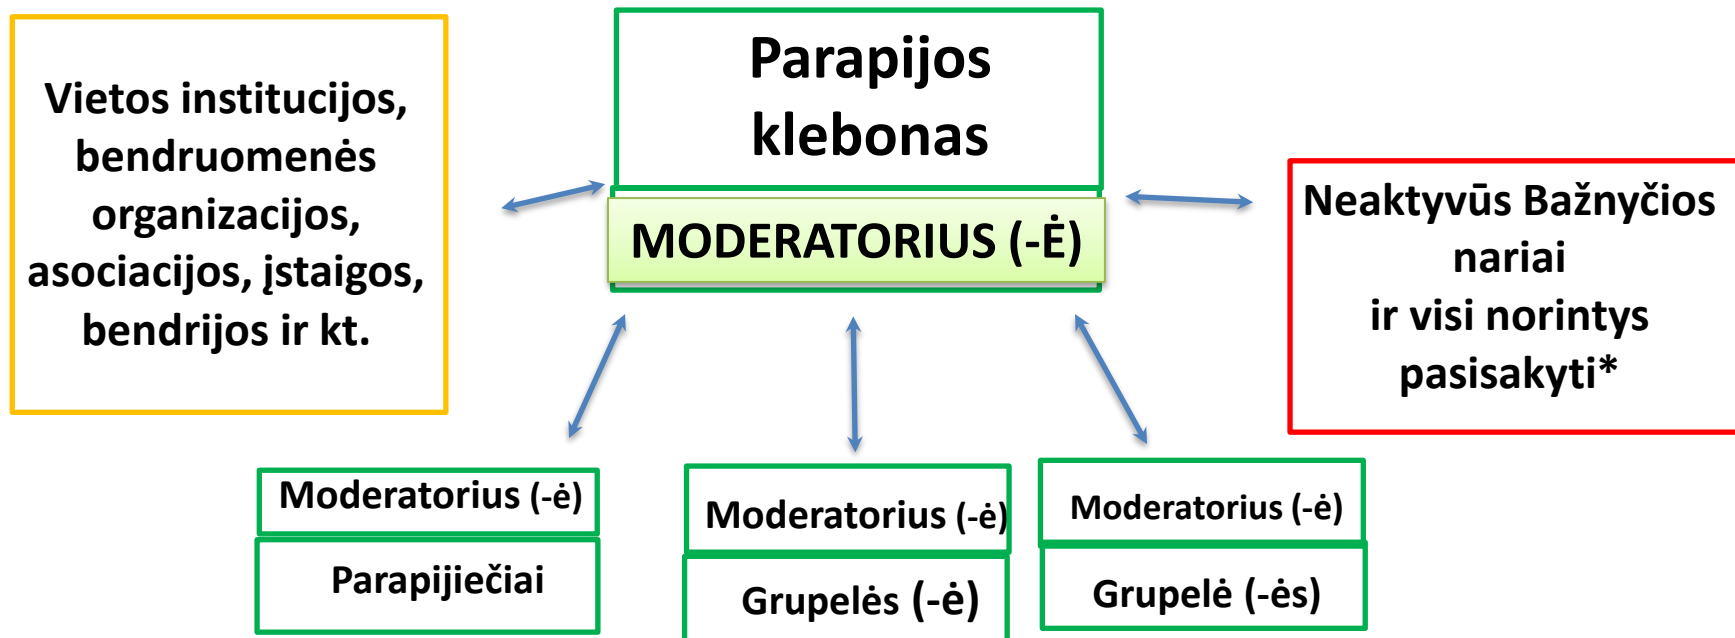 Vietos institucijos,
bendruomenės
organizacijos,
asociacijos, įstaigos,
bendrijos ir kt.
Parapijos
klebonas
MODERATORIUS (-Ė)
Neaktyvūs Bažnyčios
nariai
ir visi norintys
pasisakyti*
Moderatorius (-ė)
Parapijiečiai
Moderatorius (-ė)
Grupelės (-ė)
Moderatorius (-ė)
Grupelė (-ės)